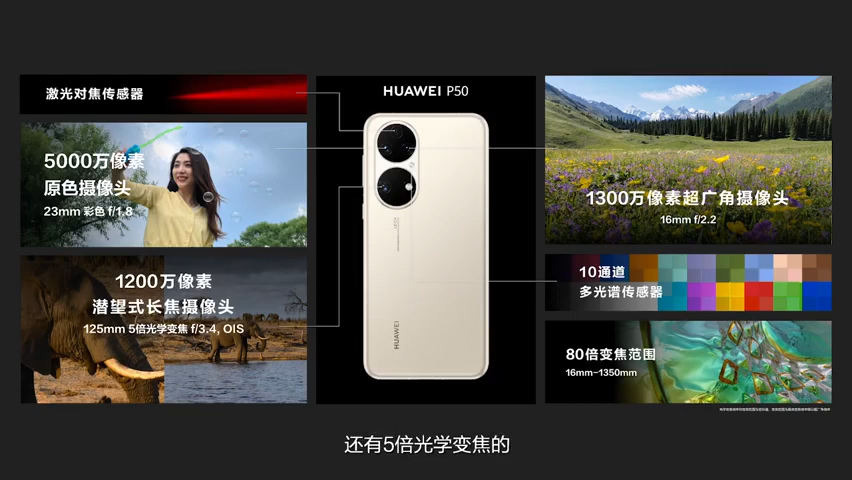 激光对焦传感器
5000万像素
原色摄像头
23mm 彩色 f/1.8
1200万像素
潜望式长焦摄像头
125mm 5倍光学变焦 f/3.4, OIS
HUAWEI P50
HUAWEI
1300万像素超广角摄像头
16mm f/2.2
10通道
多光谱传感器
80倍变焦范围
16mm-1350mm
还有5倍光学变焦的